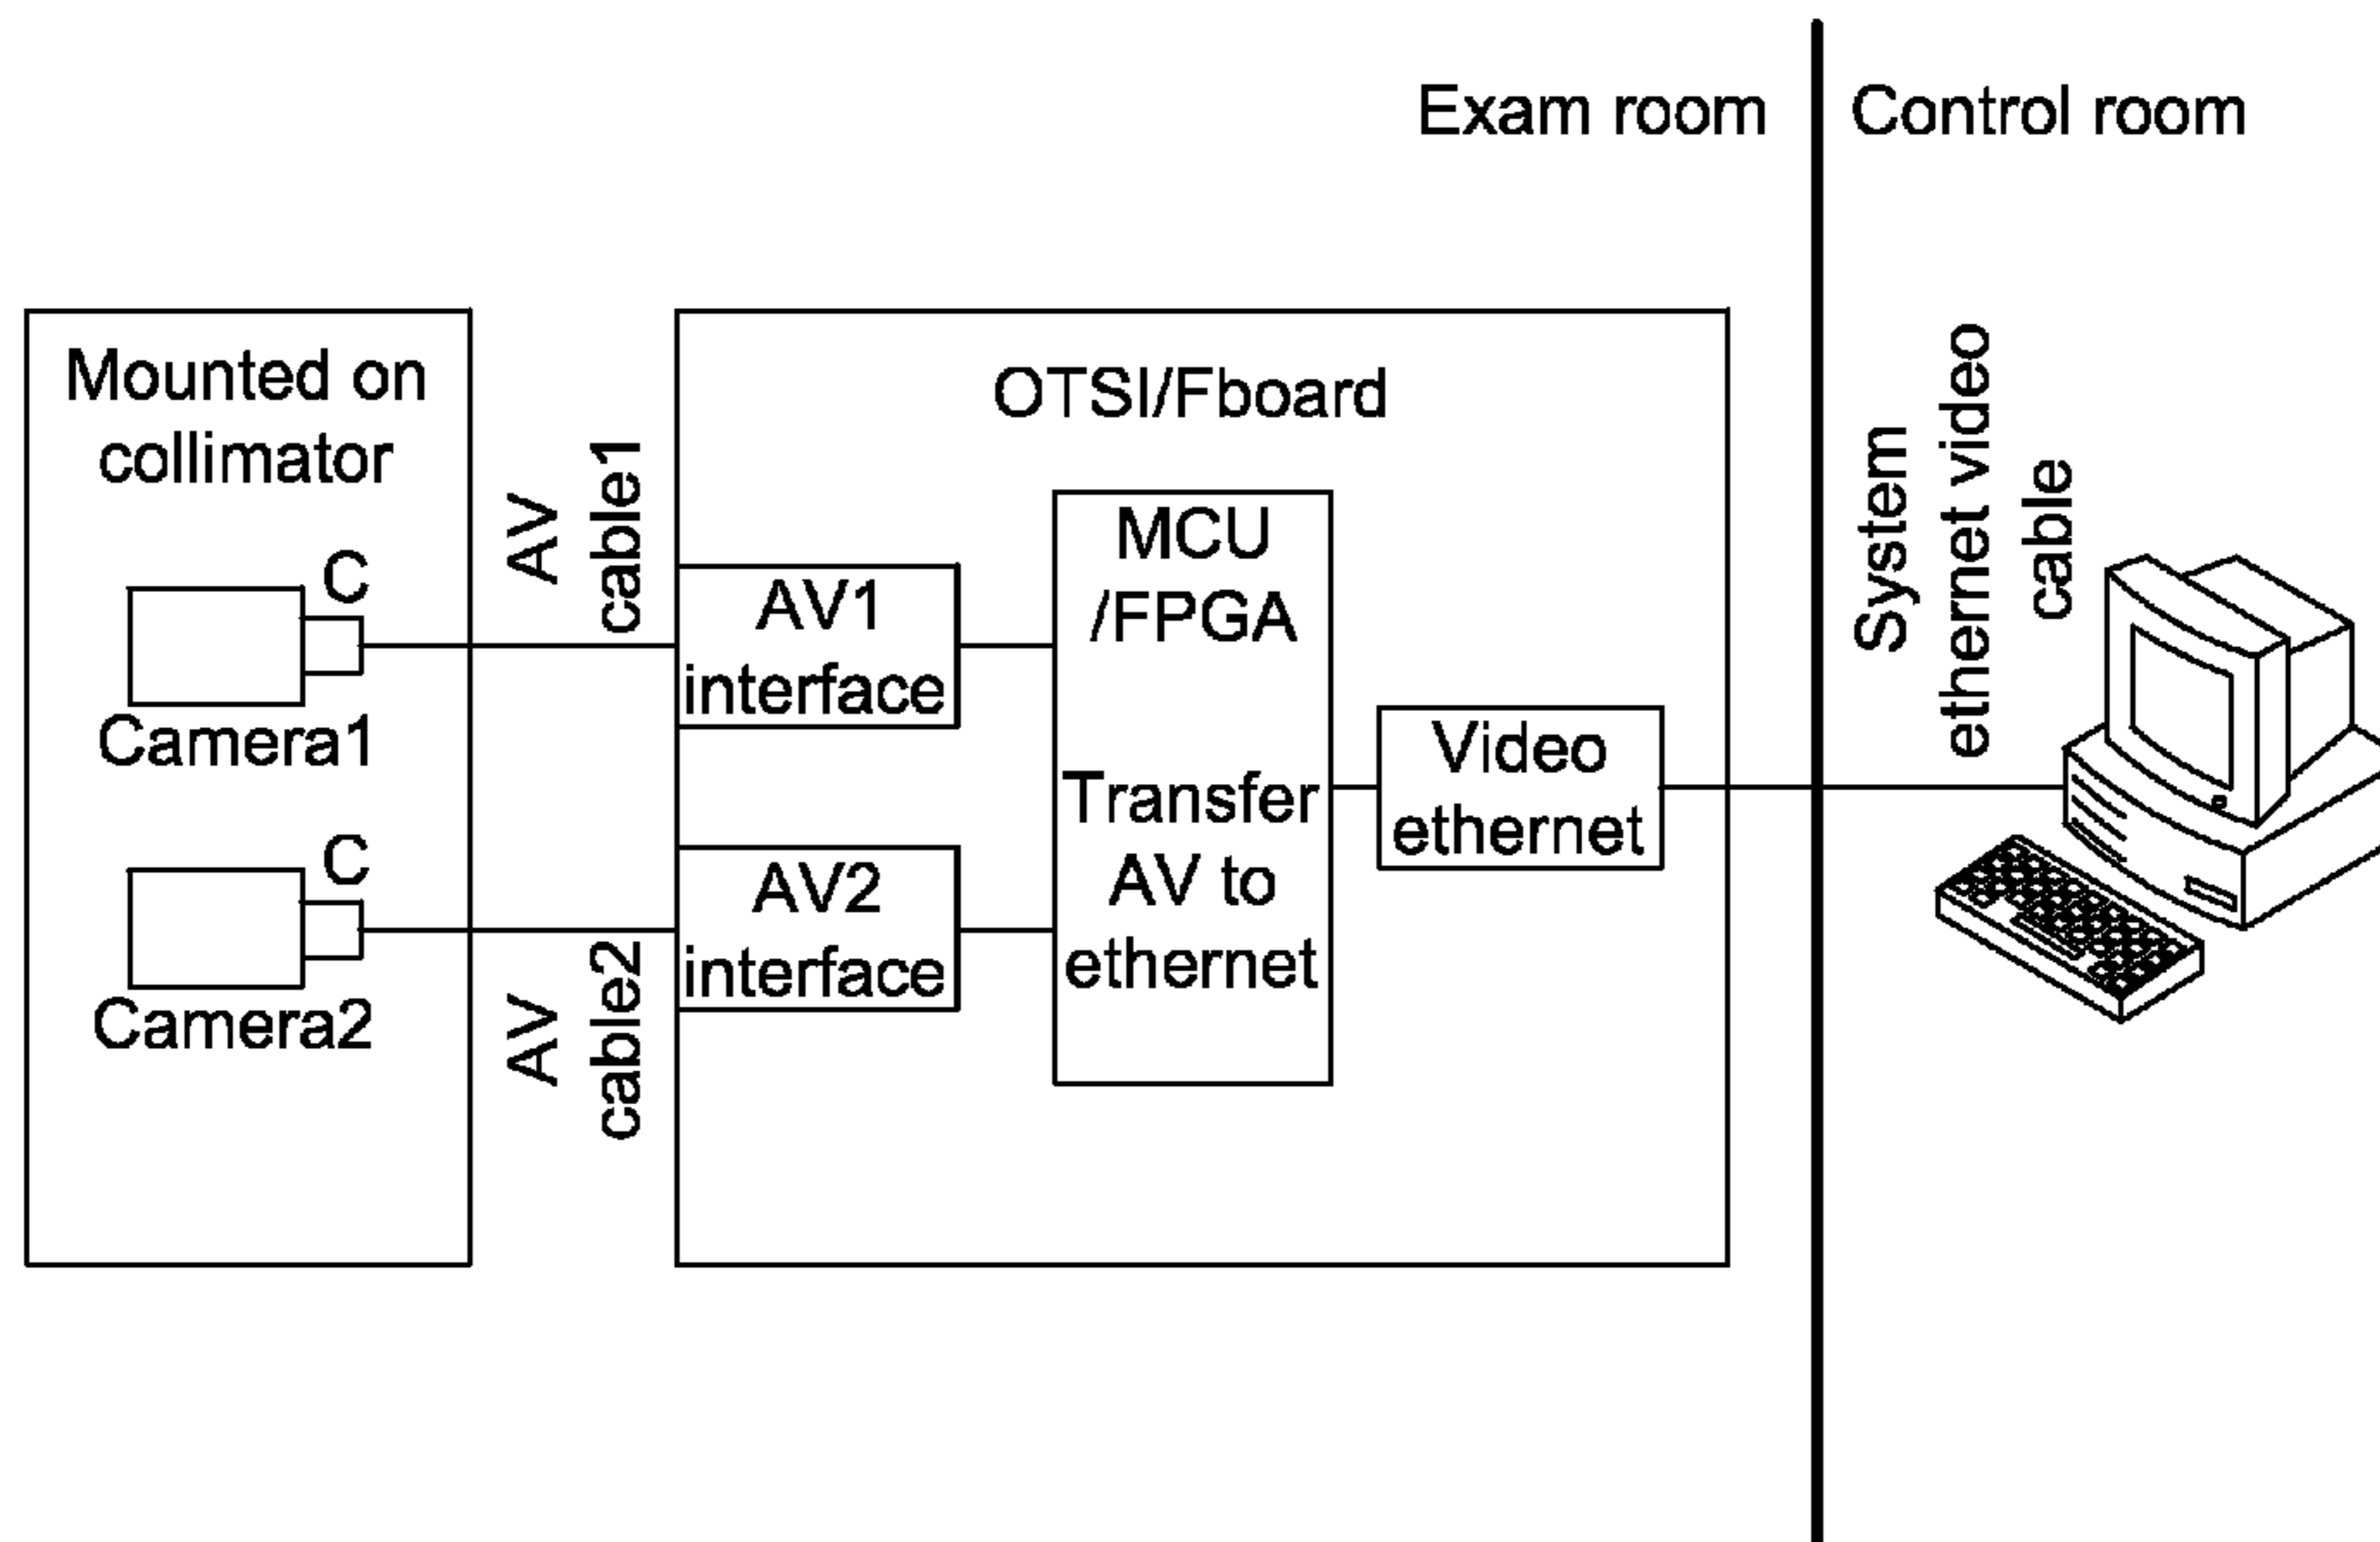 Exam room
Control room
Mounted on
collimator
C
Camera1
C
Camera2
AV
cable1
AV
cable2
OTSI/Fboard
AV1
interface
AV2
interface
MCU
/FPGA
Transfer
AV to
ethernet
Video
ethernet
System
ethernet video
cable